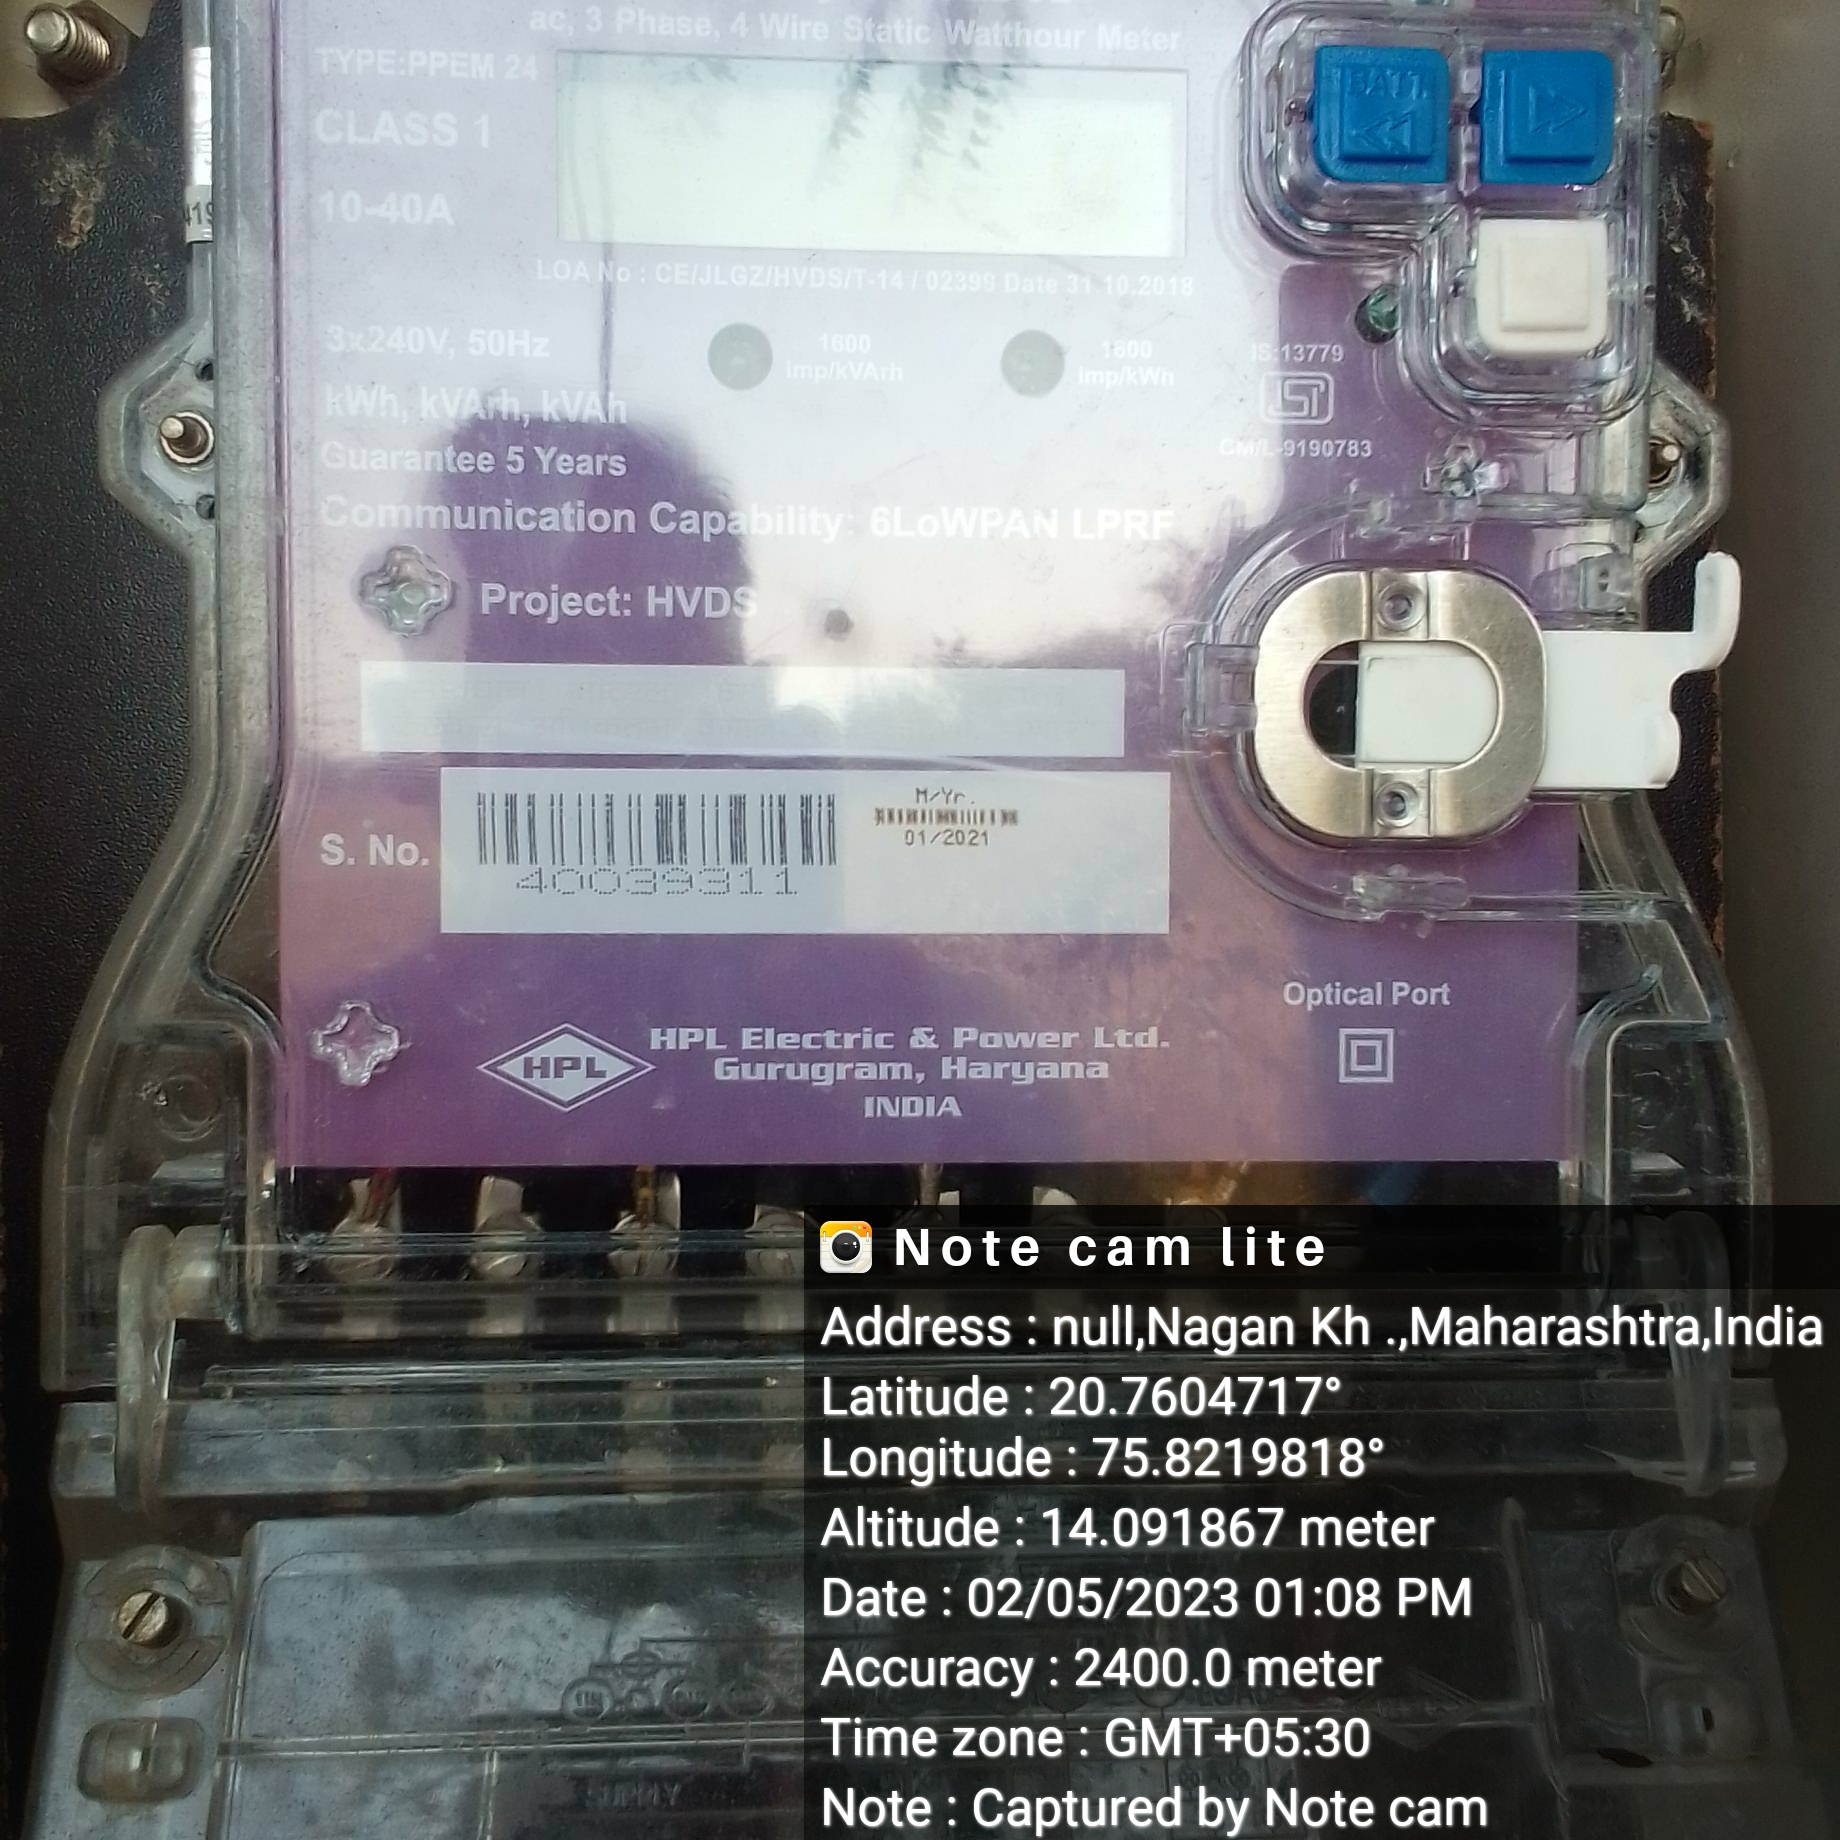 ac, 3 Phase, 4 Wire Static Watthour Meter
TYPE:PPEM 24
CLASS 1
10-40A
BATT.
LOA No : CE/JLGZ/HVDS/T-14 / 02399 Date 31.10.2018
3x240V, 50Hz
1600
imp/kVArh
1600
imp/kWh
IS:13779
ISI
CM/L-9190783
kWh, kVArh, kVAh
Guarantee 5 Years
Communication Capability: 6LoWPAN LPRF
Project: HVDS
S. No.
40039311
M/Yr.
01/2021
Optical Port
HPL
HPL Electric & Power Ltd.
Gurugram, Haryana
INDIA
Note cam lite
Address : null,Nagan Kh .,Maharashtra,India
Latitude : 20.7604717°
Longitude : 75.8219818°
Altitude : 14.091867 meter
Date : 02/05/2023 01:08 PM
Accuracy : 2400.0 meter
Time zone : GMT+05:30
Note : Captured by Note cam